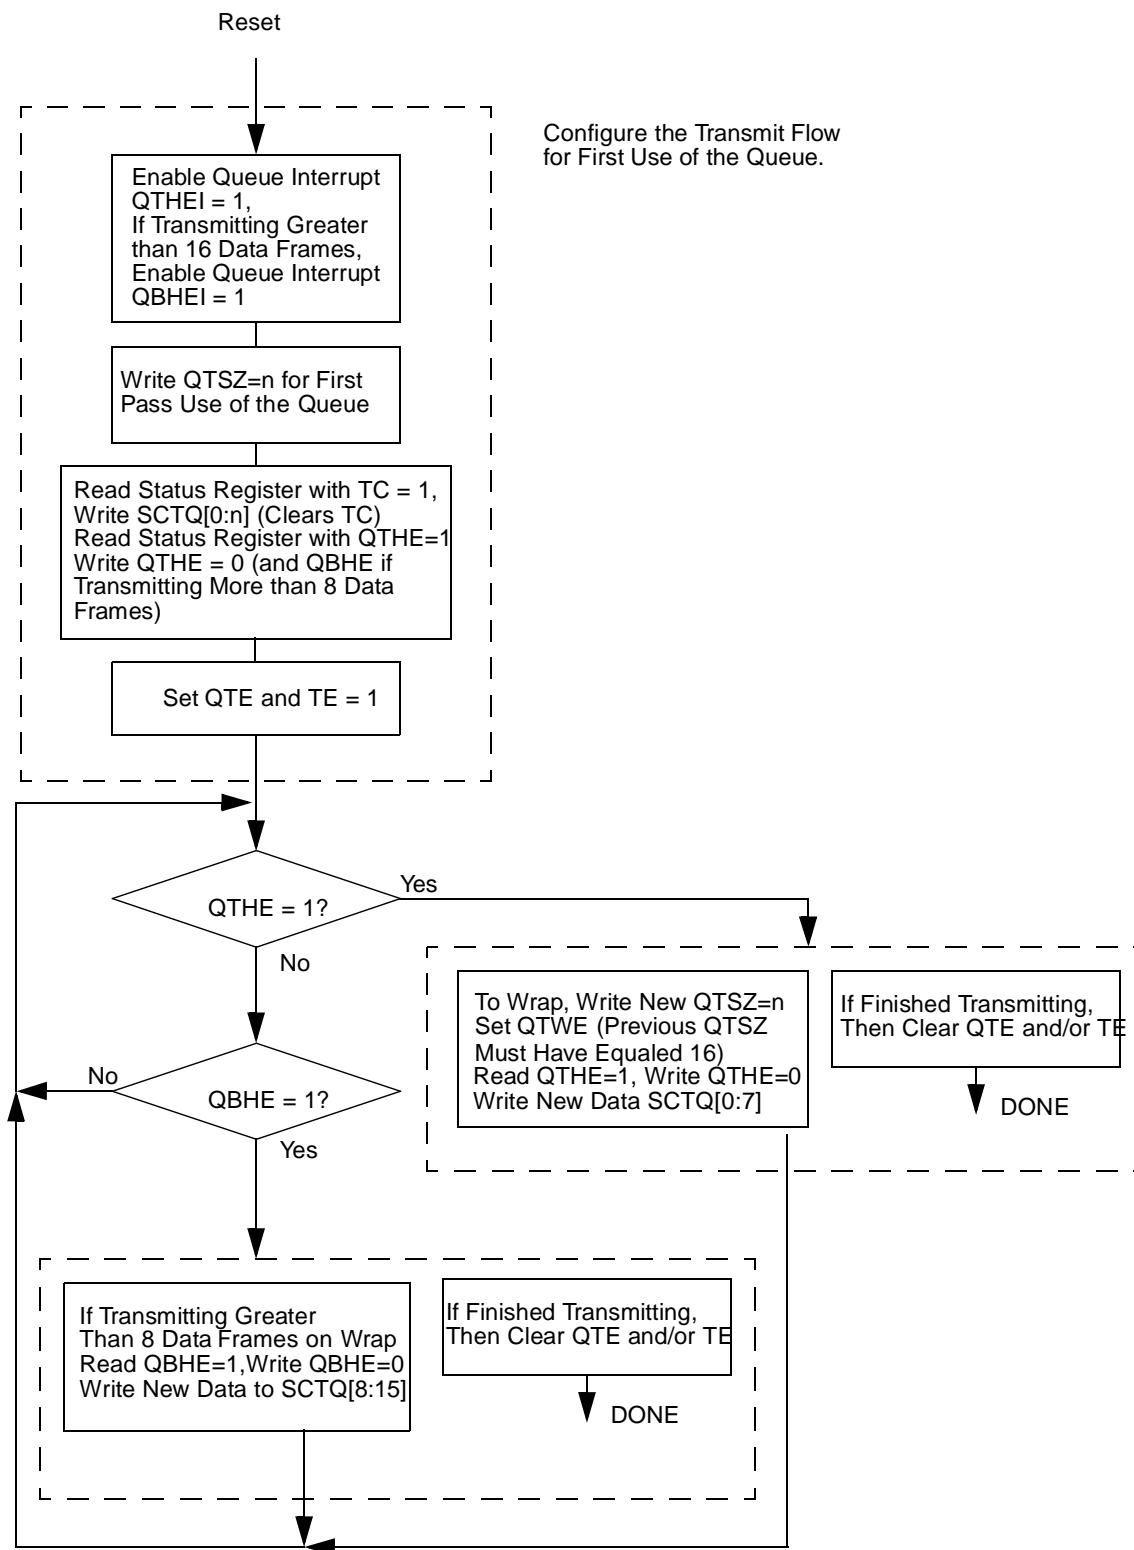 Reset
Configure the Transmit Flow
for First Use of the Queue.
Enable Queue Interrupt
QTHEI = 1,
If Transmitting Greater
than 16 Data Frames,
Enable Queue Interrupt
QBHEI = 1
Write QTSZ=n for First
Pass Use of the Queue
Read Status Register with TC = 1,
Write SCTQ[0:n] (Clears TC)
Read Status Register with QTHE=1
Write QTHE = 0 (and QBHE if
Transmitting More than 8 Data
Frames)
Set QTE and TE = 1
QTHE = 1?
Yes
No
To Wrap, Write New QTSZ=n
Set QTWE (Previous QTSZ
Must Have Equaled 16)
Read QTHE=1, Write QTHE=0
Write New Data SCTQ[0:7]
If Finished Transmitting,
Then Clear QTE and/or TE
DONE
No
QBHE = 1?
Yes
If Transmitting Greater
Than 8 Data Frames on Wrap
Read QBHE=1,Write QBHE=0
Write New Data to SCTQ[8:15]
If Finished Transmitting,
Then Clear QTE and/or TE
DONE